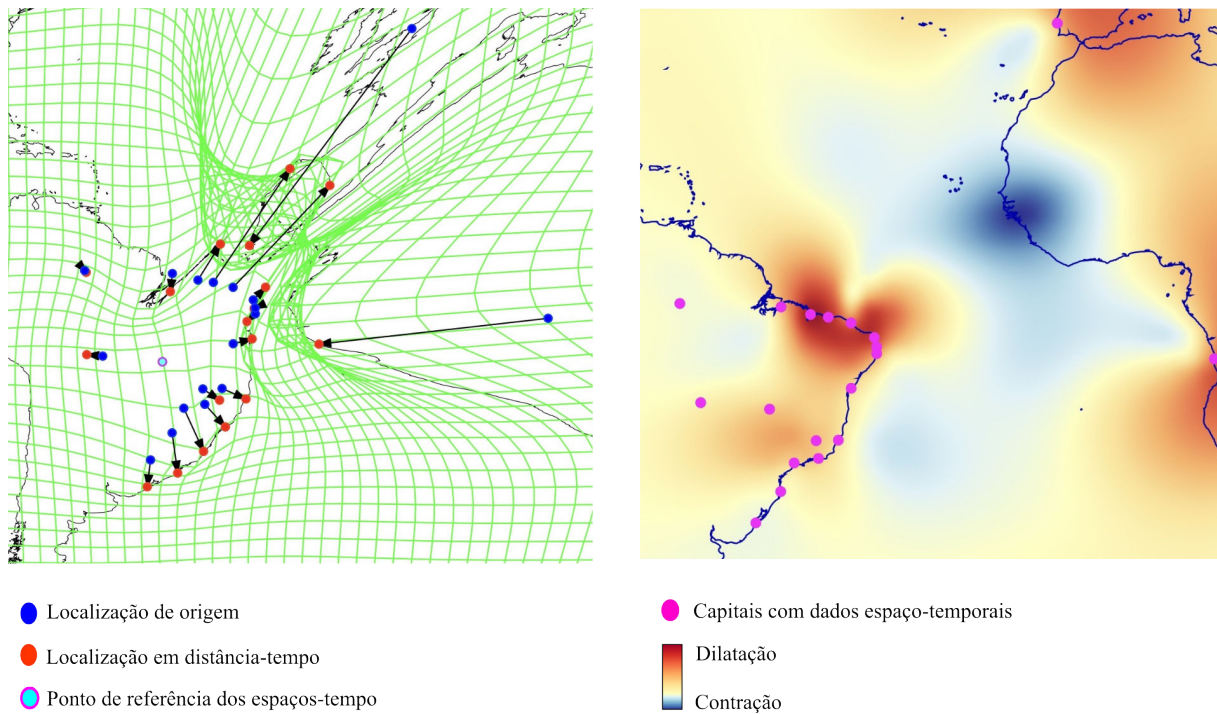 Localização de origem
Localização em distância-tempo
Ponto de referência dos espaços-tempo
Capitais com dados espaço-temporais
Dilatação
Contração